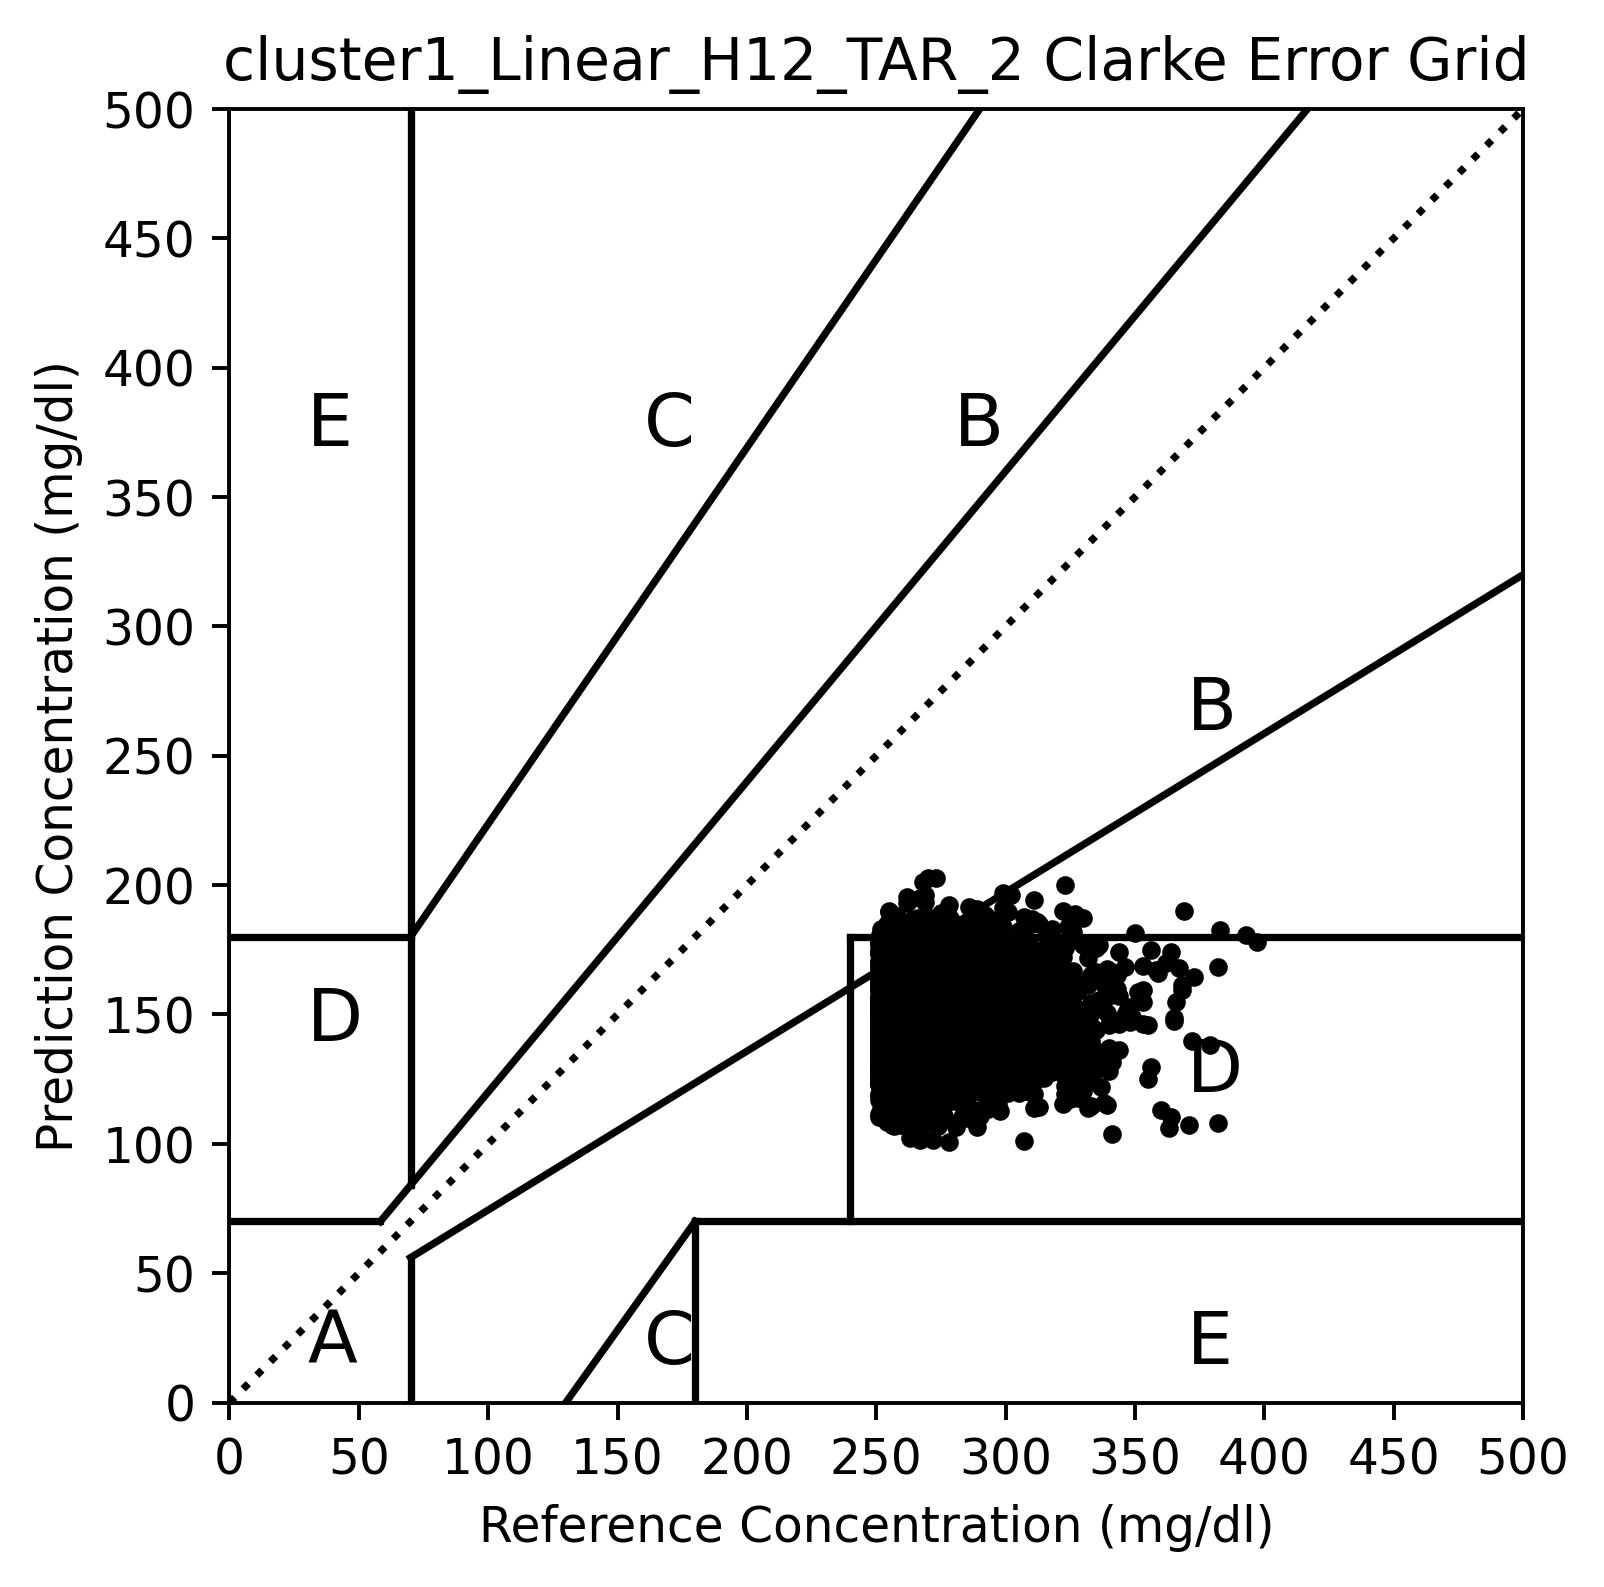 cluster1_Linear_H12_TAR_2 Clarke Error Grid
500
450
400
350
300
250
200
150
100
50
0
Prediction Concentration (mg/dl)
E
C
B
B
D
D
A
C
E
0 50 100 150 200 250 300 350 400 450 500
Reference Concentration (mg/dl)